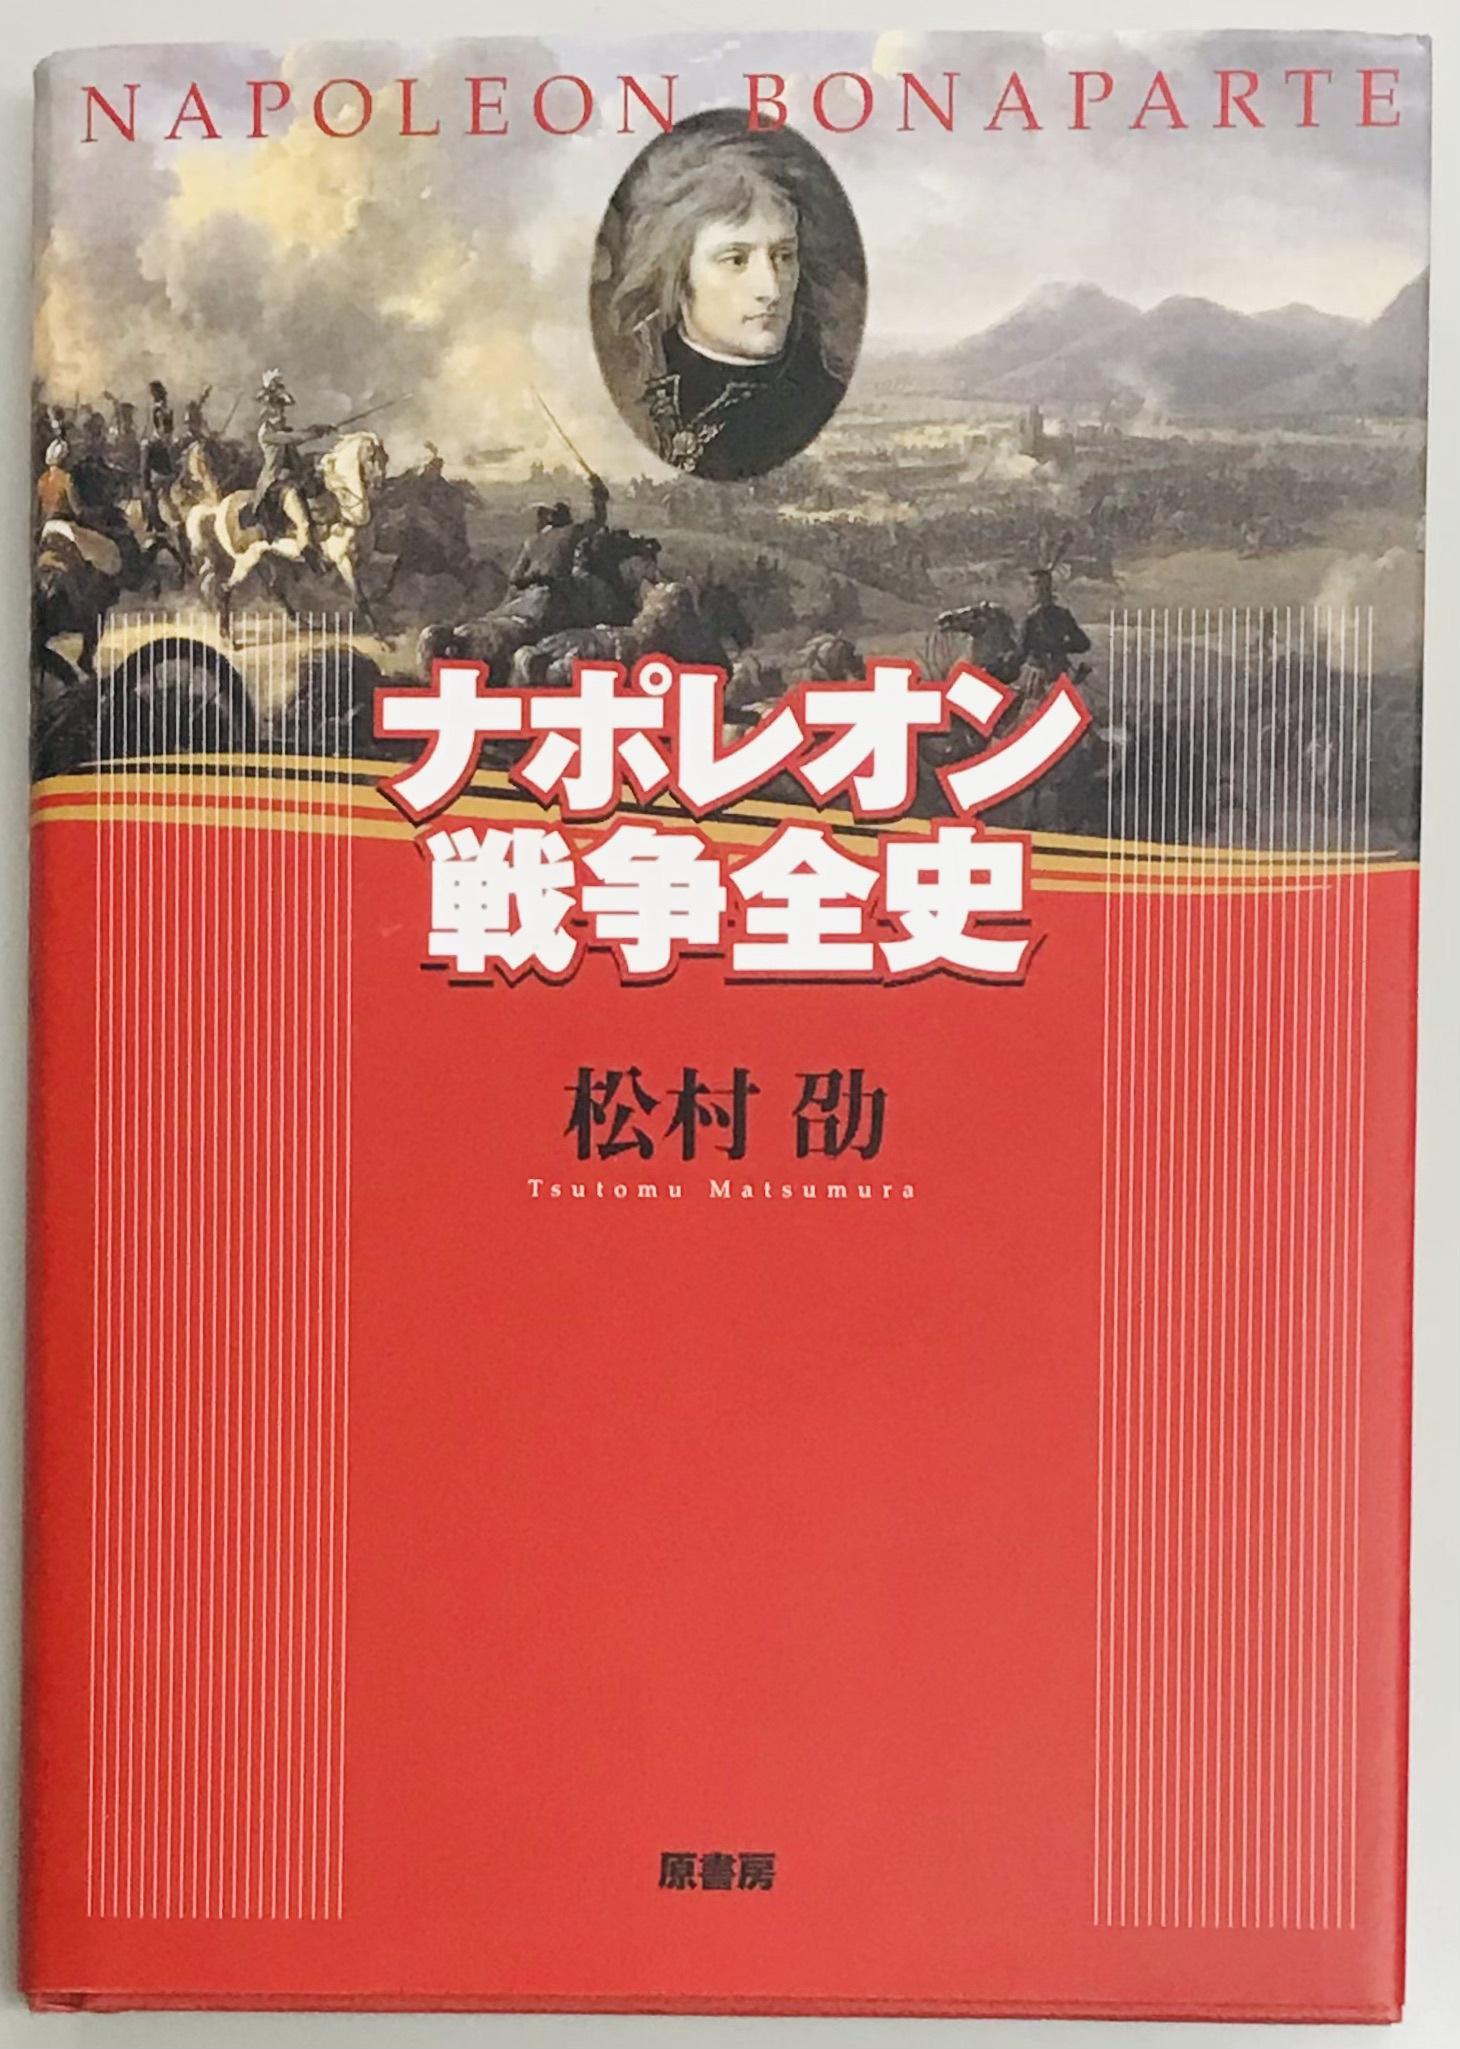 NAPOLEON BONAPARTE
ナポレオン
戦争全史
松村 劭
Tsutomu Matsumura
原書房